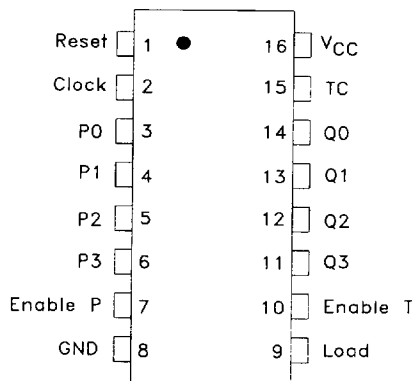 Reset 1 16 VCC
Clock 2 15 TC
P0 3 14 Q0
P1 4 13 Q1
P2 5 12 Q2
P3 6 11 Q3
Enable P 7 10 Enable T
GND 8 9 Load